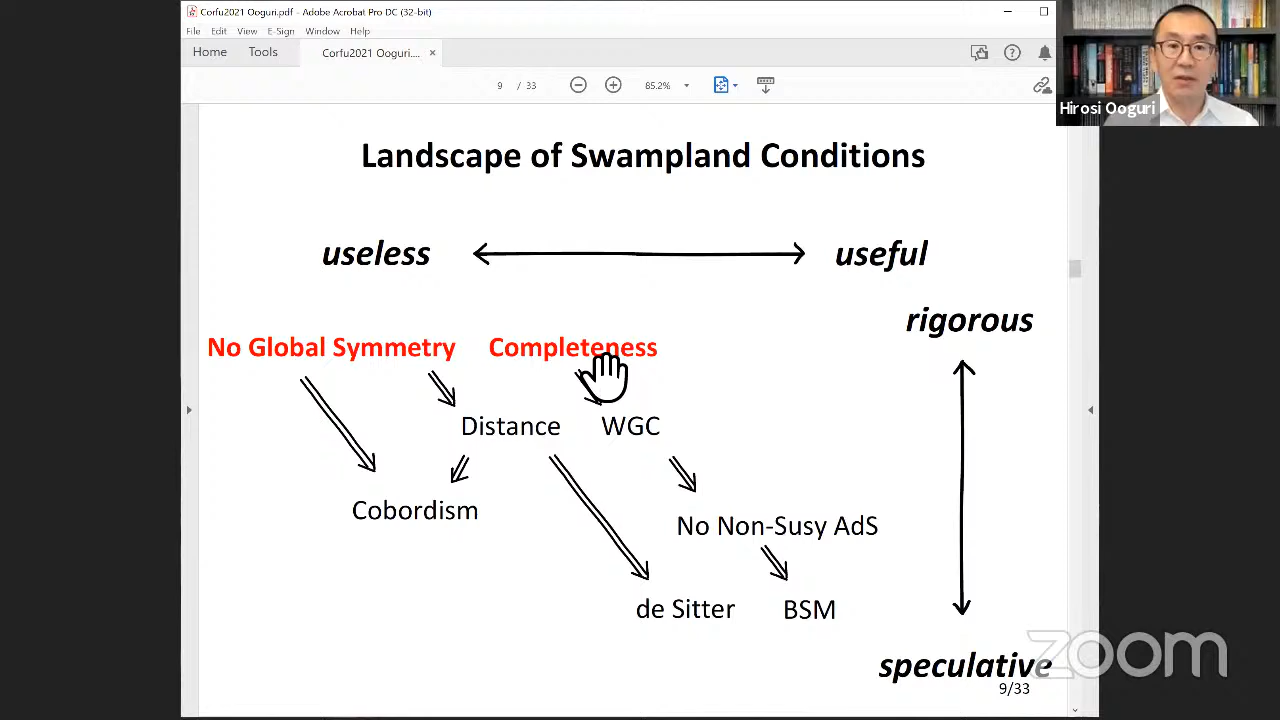 Corfu2021 Ooguri.pdf - Adobe Acrobat Pro DC (32-bit)
File Edit View E-Sign Window Help
Home Tools Corfu2021 Ooguri.... ×
9 / 33 85.2%
Hirosi Ooguri
Landscape of Swampland Conditions
useless useful
rigorous
No Global Symmetry Completeness
Distance WGC
Cobordism
No Non-Susy AdS
de Sitter BSM
speculative
zoom
9/33